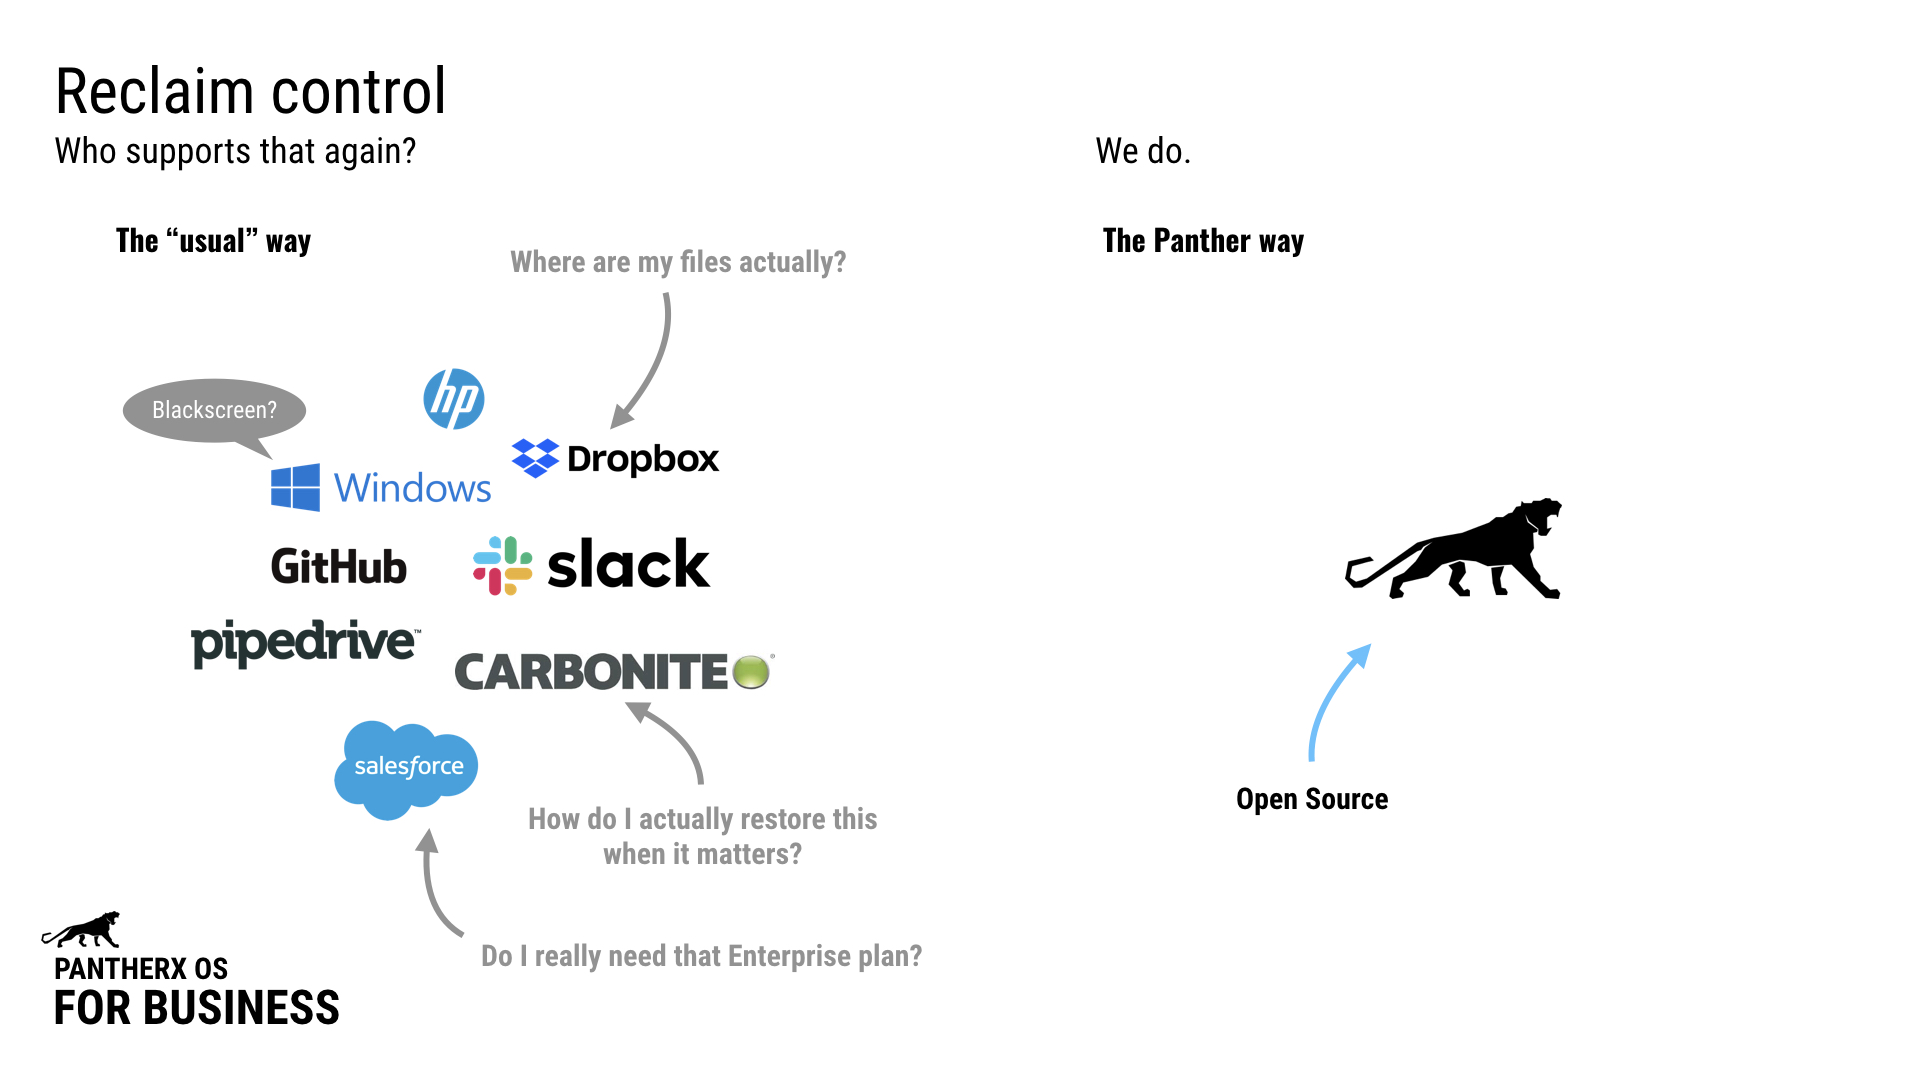 Reclaim control
Who supports that again?
We do.
The “usual” way
The Panther way
Where are my files actually?
Blackscreen?
hp
Dropbox
Windows
GitHub
slack
pipedrive™
CARBONITE®
salesforce
How do I actually restore this
when it matters?
Open Source
Do I really need that Enterprise plan?
PANTHERX OS
FOR BUSINESS